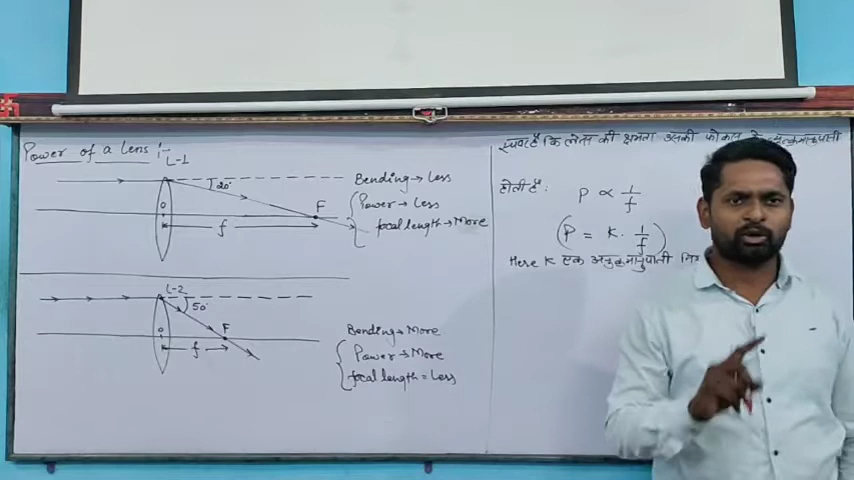 Power of a Lens :-
L-1
20°
O
F
f
Bending → Less
Power → Less
focal length → More
L-2
50°
O
F
f
Bending → More
Power → More
focal length = Less
स्पष्ट है कि लेन्स की क्षमता उसकी फोकस के व्युत्क्रमानुपाती
होती है:
P ∝ 1/f
(P = K · 1/f)
Here K एक अनुक्रमानुपाती